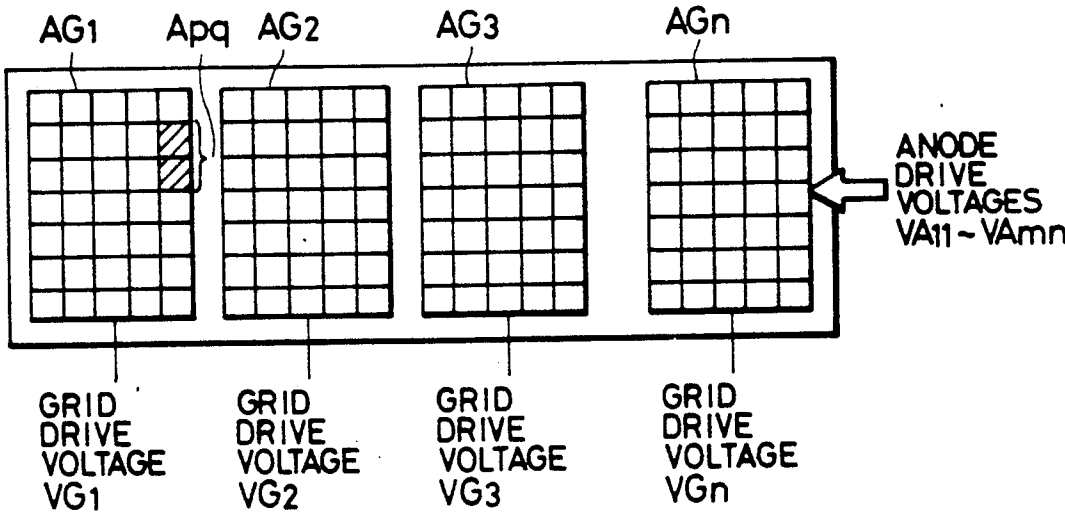 AG1 Apq AG2 AG3 AGn
ANODE
DRIVE
VOLTAGES
VA11~VAmn
GRID
DRIVE
VOLTAGE
VG1
GRID
DRIVE
VOLTAGE
VG2
GRID
DRIVE
VOLTAGE
VG3
GRID
DRIVE
VOLTAGE
VGn